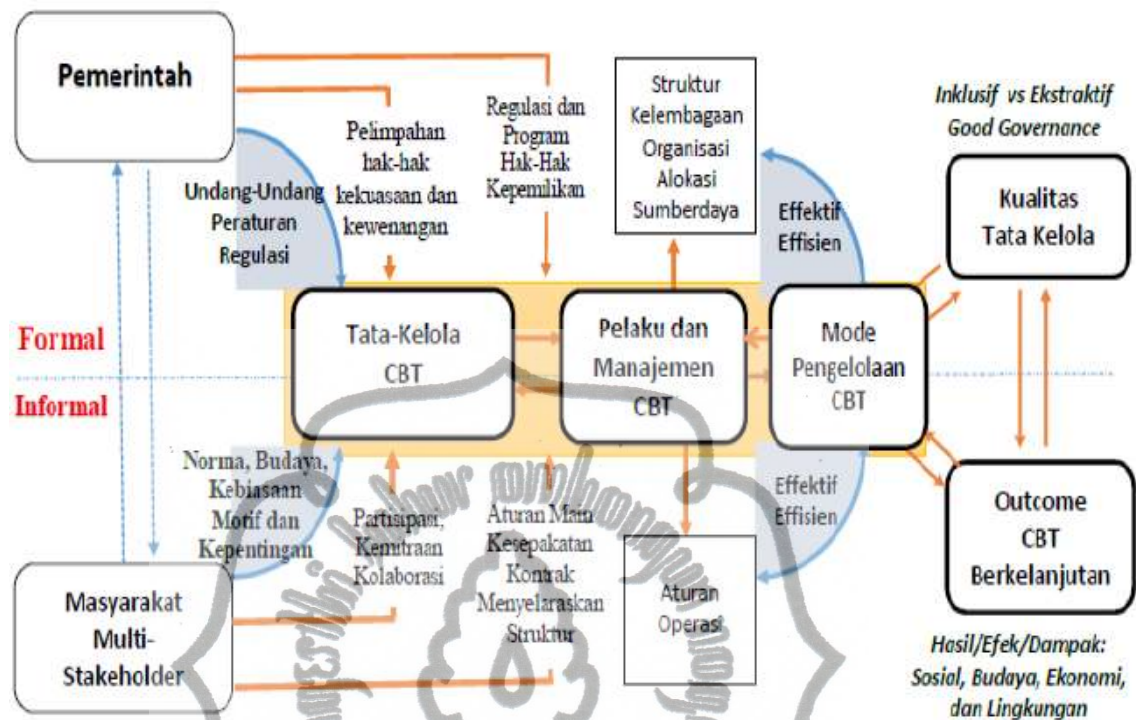 Pemerintah
Undang-Undang
Peraturan
Regulasi
Pelimpahan
hak-hak
kekuasaan dan
kewenangan
Regulasi dan
Program
Hak-Hak
Kepemilikan
Struktur
Kelembagaan
Organisasi
Alokasi
Sumberdaya
Effektif
Effisien
Inklusif vs Ekstraktif
Good Governance
Kualitas
Tata Kelola
Formal
Informal
Tata-Kelola
CBT
Pelaku dan
Manajemen
CBT
Mode
Pengelolaan
CBT
Norma, Budaya,
Kebiasaan
Motif dan
Kepentingan
Partisipasi,
Kemitraan
Kolaborasi
Aturan Main
Kesepakatan
Kontrak
Menyelaraskan
Struktur
Aturan
Operasi
Effektif
Effisien
Outcome
CBT
Berkelanjutan
Masyarakat
Multi-
Stakeholder
Hasil/Efek/Dampak:
Sosial, Budaya, Ekonomi,
dan Lingkungan